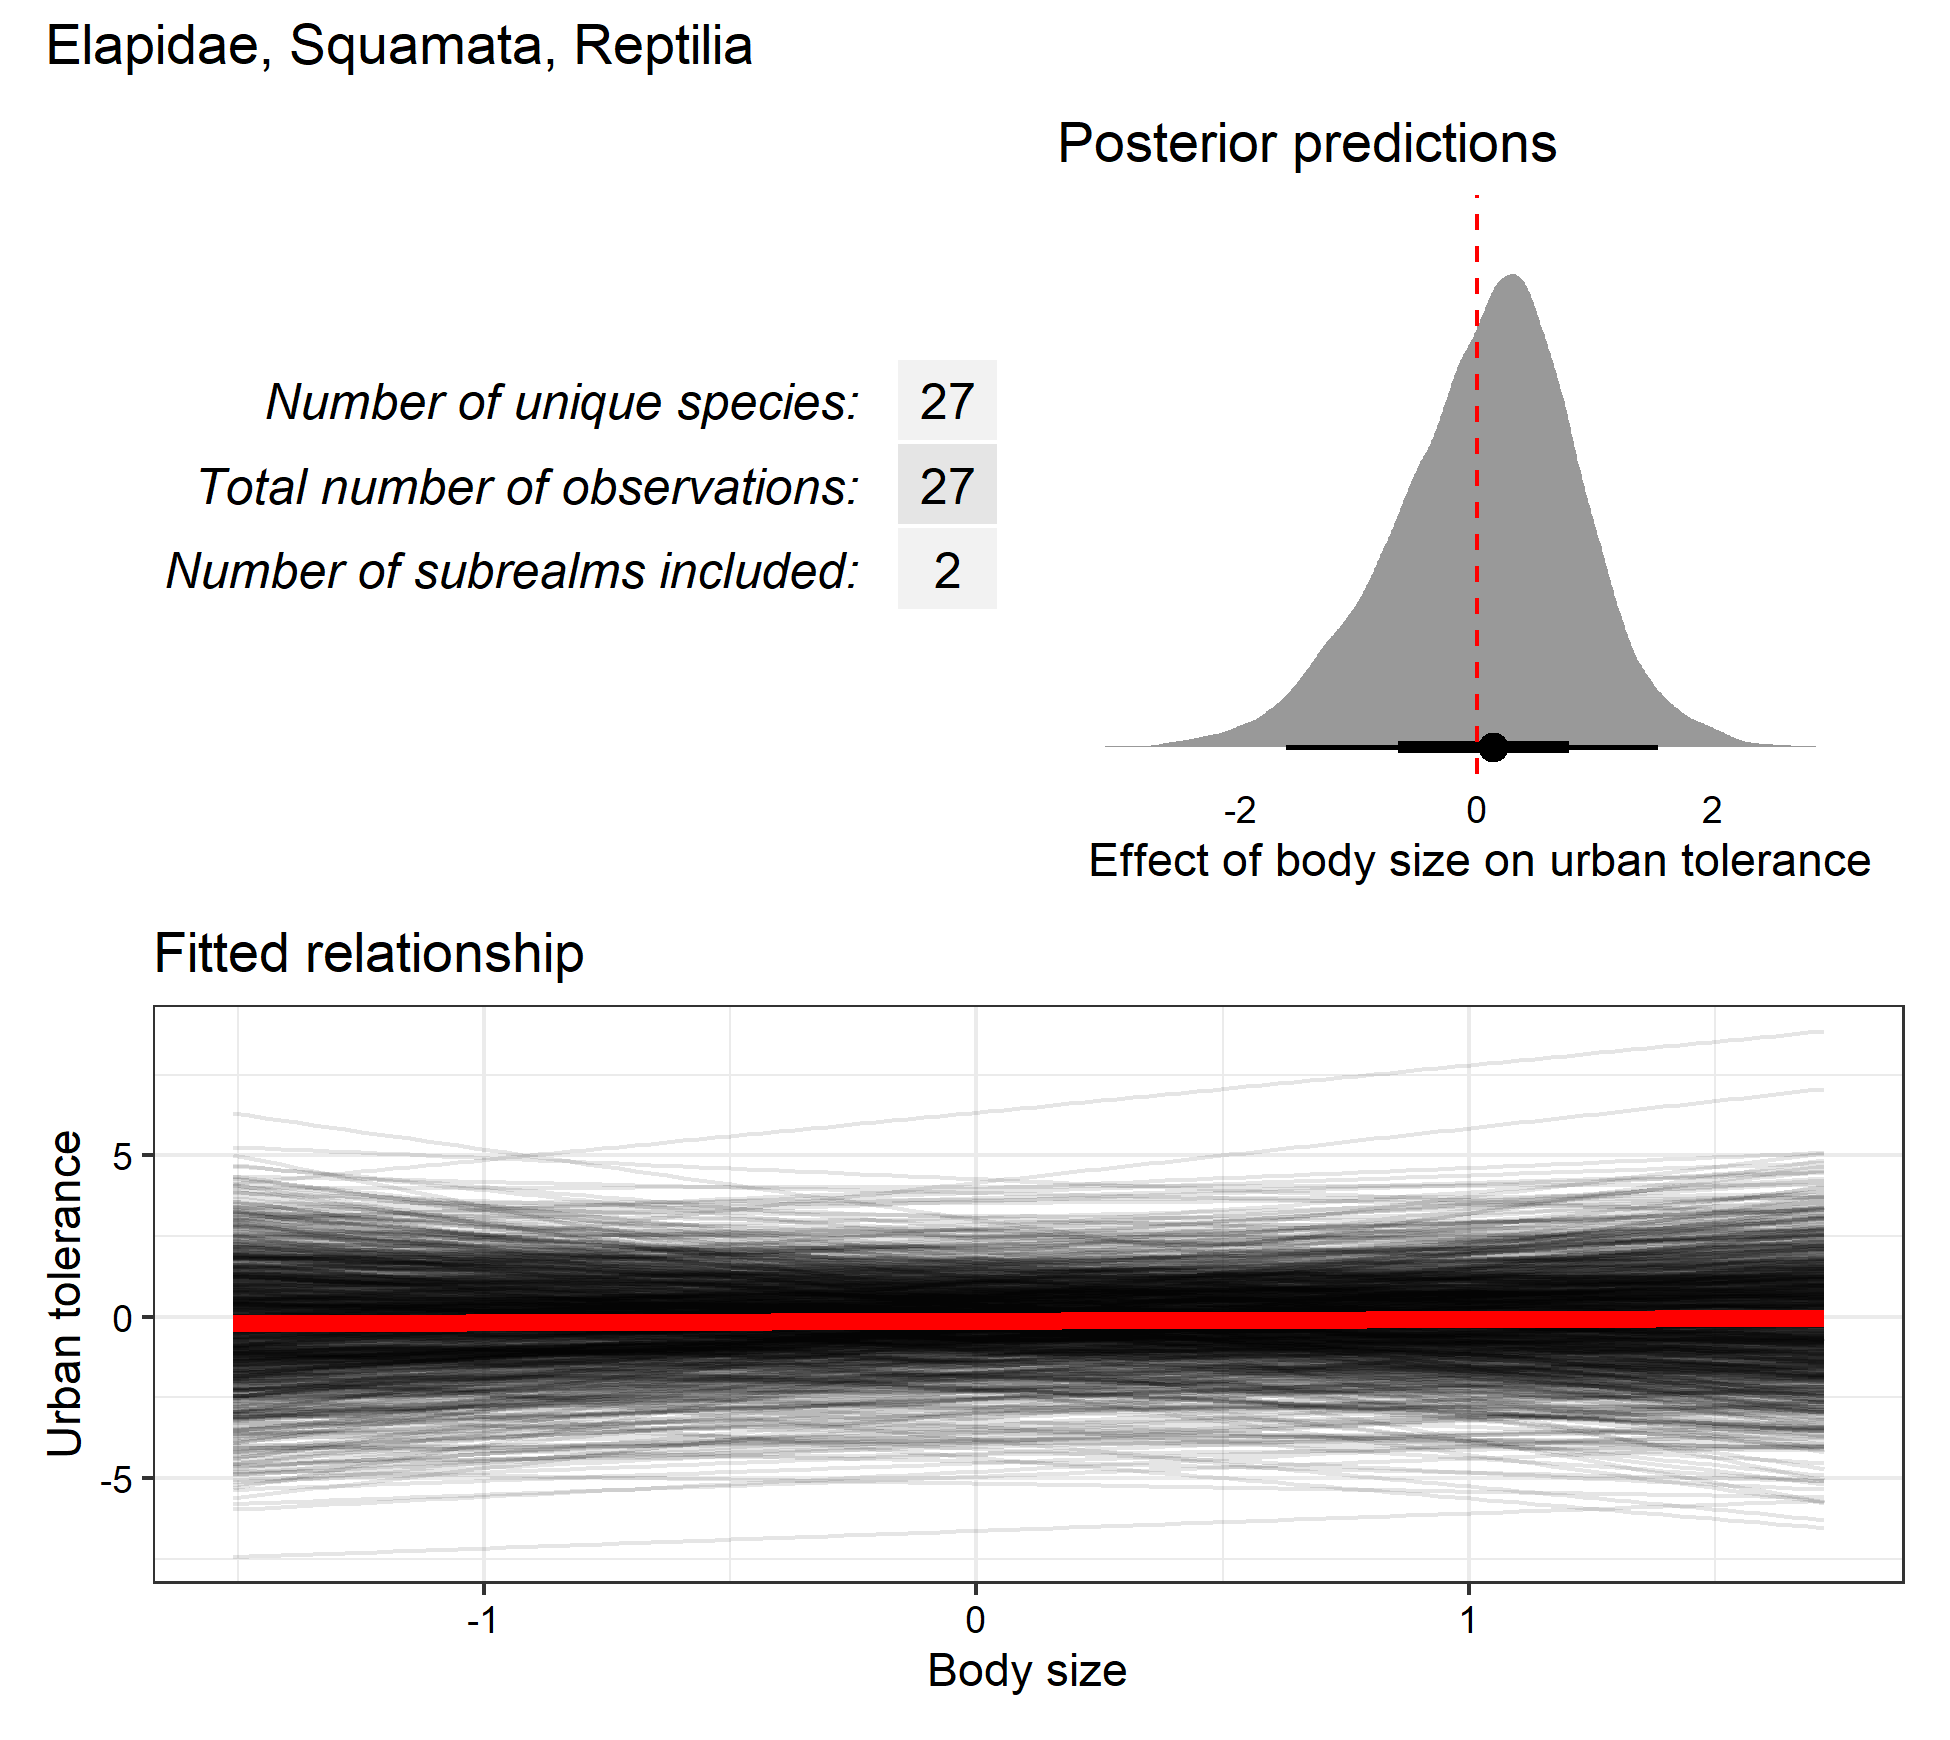 Elapidae, Squamata, Reptilia
Posterior predictions
Number of unique species: 27
Total number of observations: 27
Number of subrealms included: 2
-2 0 2
Effect of body size on urban tolerance
Fitted relationship
Urban tolerance
5
0
-5
-1 0 1
Body size